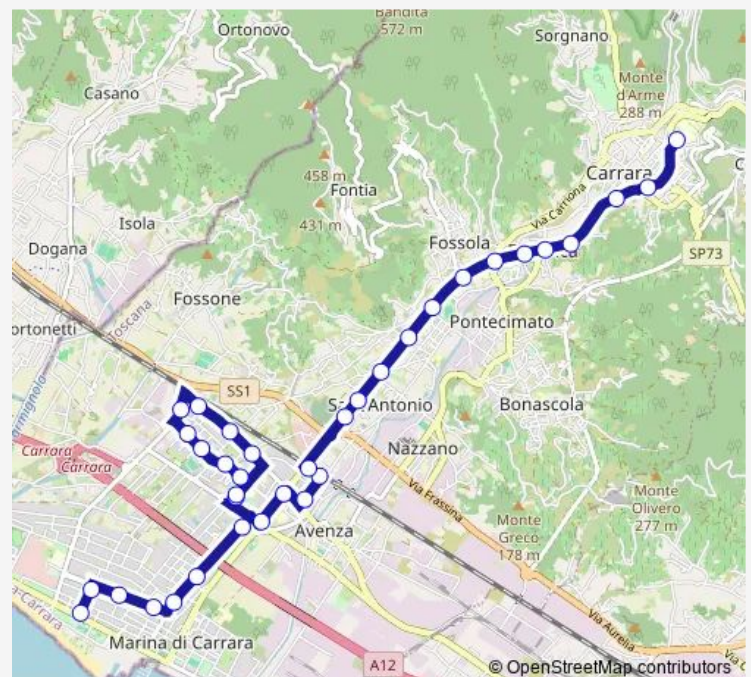 Bandita
572 m
Ortonovo
Sorgnano
Casano
Monte
d'Arme
288 m
458 m
Fontia
431 m
Carrara
Via Carriona
Isola
Fossola
Dogana
SP73
Fossone
Toscana
Pontecimato
SS1
Antonio
Bonascola
Nazzano
Carrara
Carrara
Via Frassina
Monte
Olivero
277 m
Avenza
Monte
Greco
178 m
Via Aurelia
Marina di Carrara
A12
© OpenStreetMap contributors